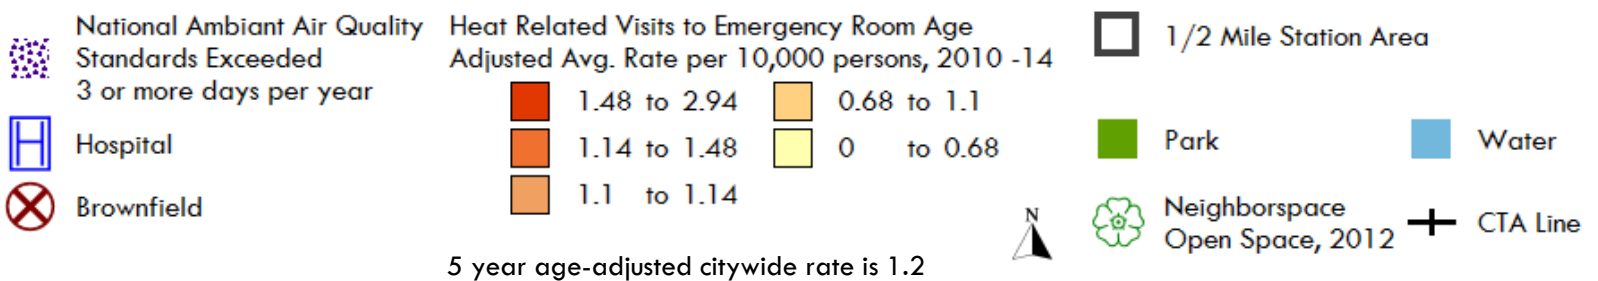 National Ambiant Air Quality
Standards Exceeded
3 or more days per year
Hospital
Brownfield
Heat Related Visits to Emergency Room Age
Adjusted Avg. Rate per 10,000 persons, 2010 -14
1.48 to 2.94
1.14 to 1.48
1.1 to 1.14
0.68 to 1.1
0 to 0.68
5 year age-adjusted citywide rate is 1.2
N
1/2 Mile Station Area
Park
Water
Neighborspace
Open Space, 2012
CTA Line